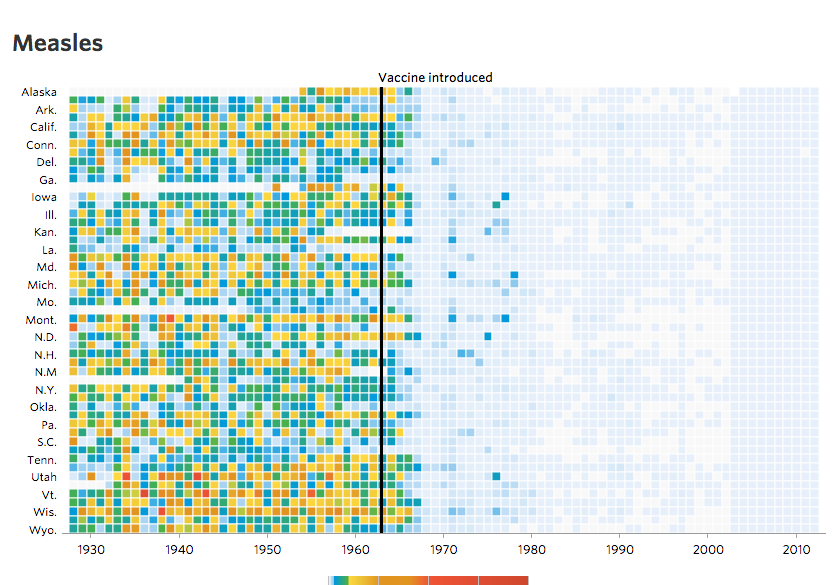 Measles
Vaccine introduced
Alaska
Ark.
Calif.
Conn.
Del.
Ga.
Iowa
Ill.
Kan.
La.
Md.
Mich.
Mo.
Mont.
N.D.
N.H.
N.M
N.Y.
Okla.
Pa.
S.C.
Tenn.
Utah
Vt.
Wis.
Wyo.
1930 1940 1950 1960 1970 1980 1990 2000 2010